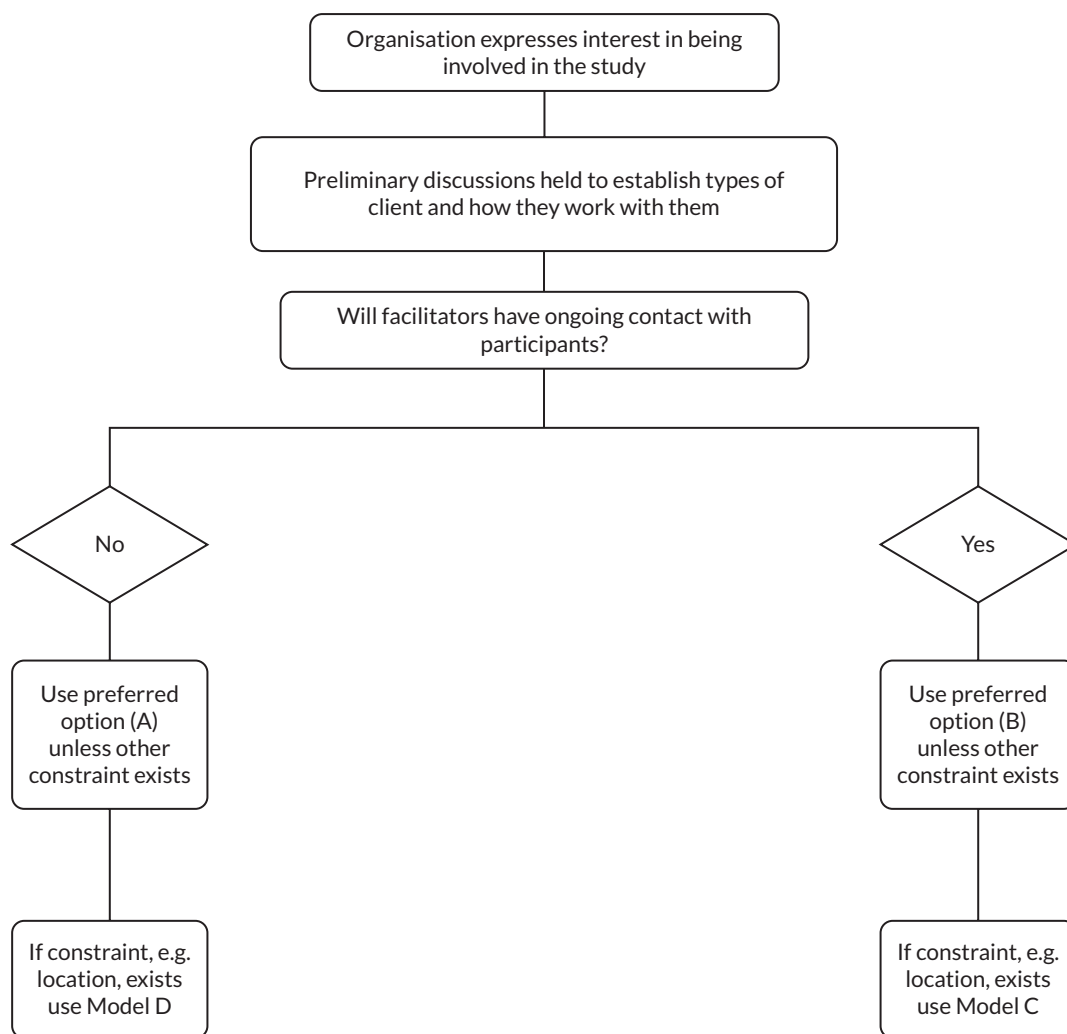 Organisation expresses interest in being
involved in the study
Preliminary discussions held to establish types of
client and how they work with them
Will facilitators have ongoing contact with
participants?
No
Yes
Use preferred
option (A)
unless other
constraint exists
Use preferred
option (B)
unless other
constraint exists
If constraint, e.g.
location, exists
use Model D
If constraint, e.g.
location, exists
use Model C